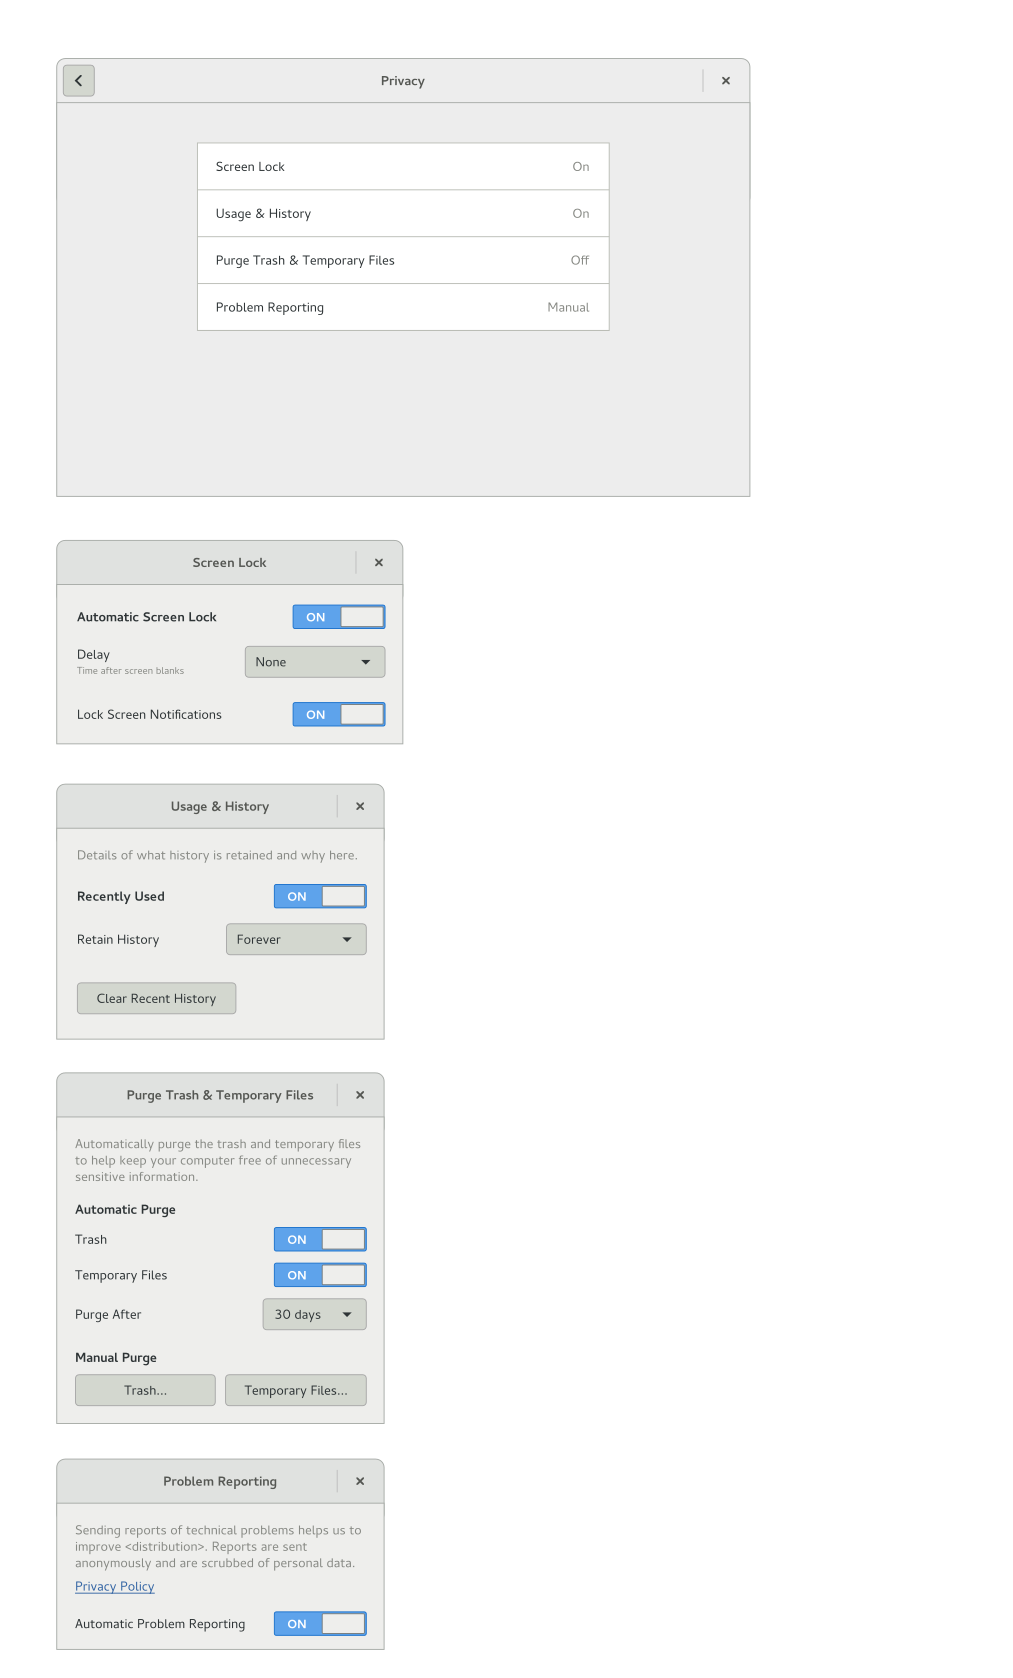 Privacy
Screen Lock On
Usage & History On
Purge Trash & Temporary Files Off
Problem Reporting Manual
Screen Lock
Automatic Screen Lock ON
Delay
Time after screen blanks
None
Lock Screen Notifications ON
Usage & History
Details of what history is retained and why here.
Recently Used ON
Retain History Forever
Clear Recent History
Purge Trash & Temporary Files
Automatically purge the trash and temporary files
to help keep your computer free of unnecessary
sensitive information.
Automatic Purge
Trash ON
Temporary Files ON
Purge After 30 days
Manual Purge
Trash... Temporary Files...
Problem Reporting
Sending reports of technical problems helps us to
improve <distribution>. Reports are sent
anonymously and are scrubbed of personal data.
Privacy Policy
Automatic Problem Reporting ON